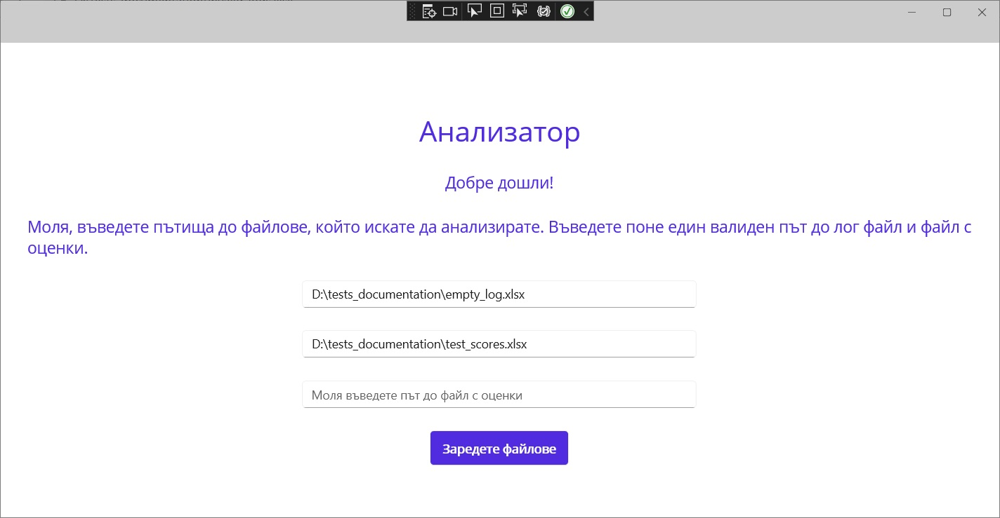 Анализатор
Добре дошли!
Моля, въведете пътища до файлове, който искате да анализирате. Въведете поне един валиден път до лог файл и файл с
оценки.
D:\tests_documentation\empty_log.xlsx
D:\tests_documentation\test_scores.xlsx
Моля въведете път до файл с оценки
Заредете файлове